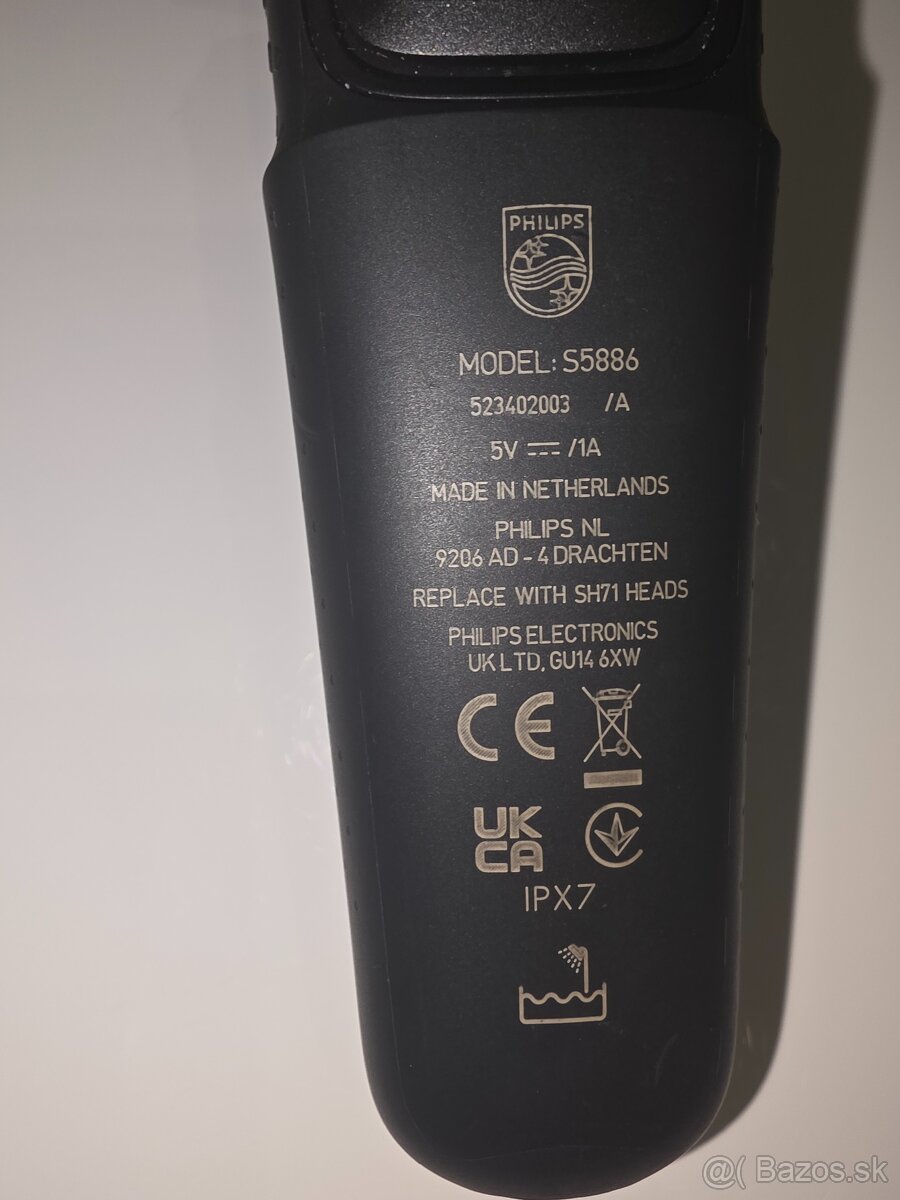 PHILIPS
MODEL: S5886
523402003 /A
5V /1A
MADE IN NETHERLANDS
PHILIPS NL
9206 AD - 4 DRACHTEN
REPLACE WITH SH71 HEADS
PHILIPS ELECTRONICS
UK LTD, GU14 6XW
CE
UK
CA
IPX7
@( Bazos.sk